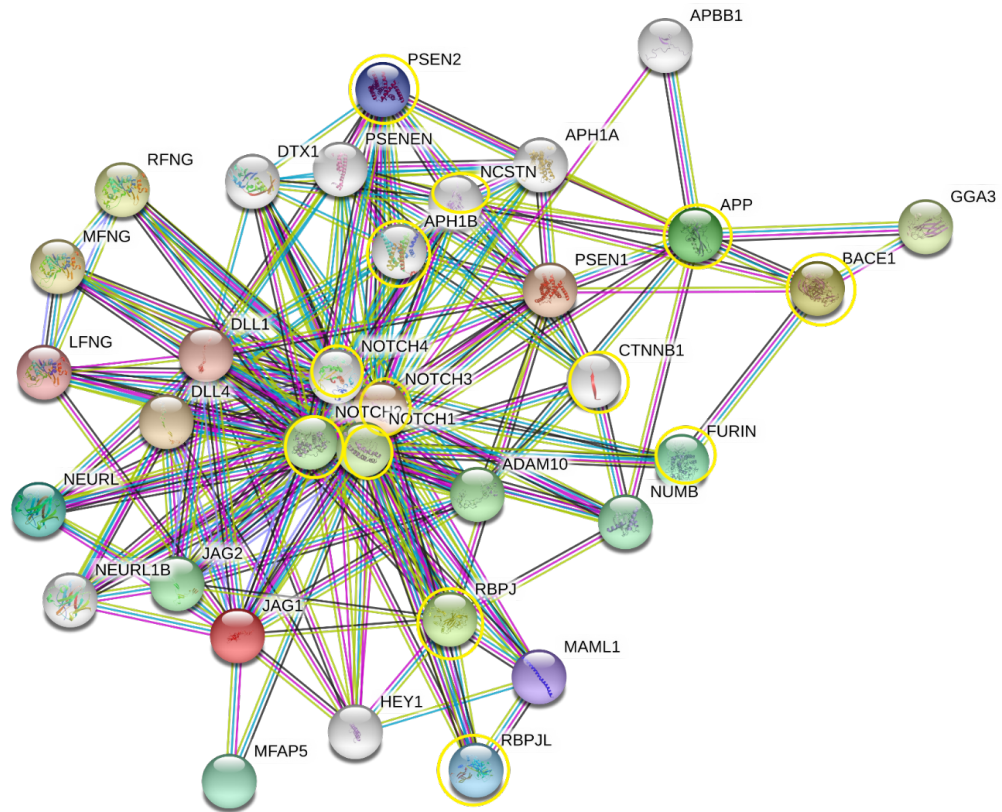 APBB1
PSEN2
PSENEN
APH1A
DTX1
NCSTN
RFNG
APP
GGA3
APH1B
MFNG
BACE1
PSEN1
DLL1
LFNG
NOTCH4
CTNNB1
NOTCH3
DLL4
NOTCH2
NOTCH1
FURIN
ADAM10
NEURL
NUMB
JAG2
NEURL1B
RBPJ
JAG1
MAML1
HEY1
RBPJL
MFAP5